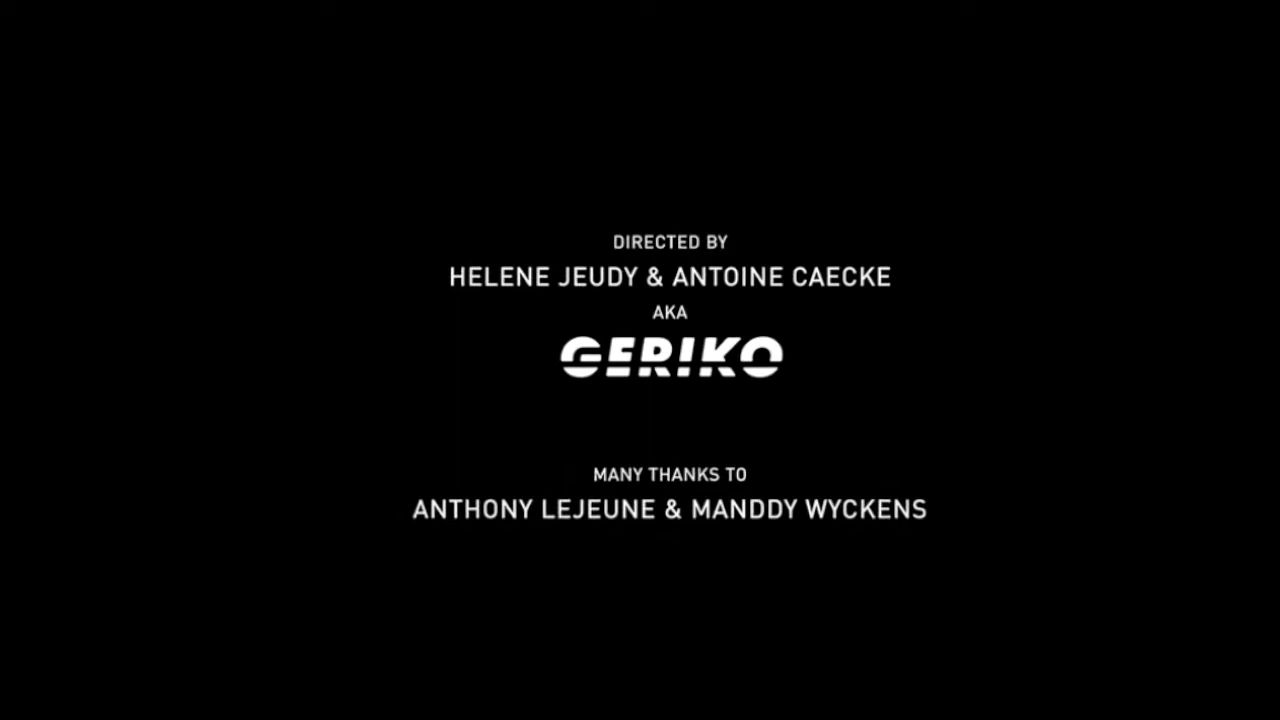 DIRECTED BY
HELENE JEUDY & ANTOINE CAECKE
AKA
GERIKO
MANY THANKS TO
ANTHONY LEJEUNE & MANDDY WYCKENS